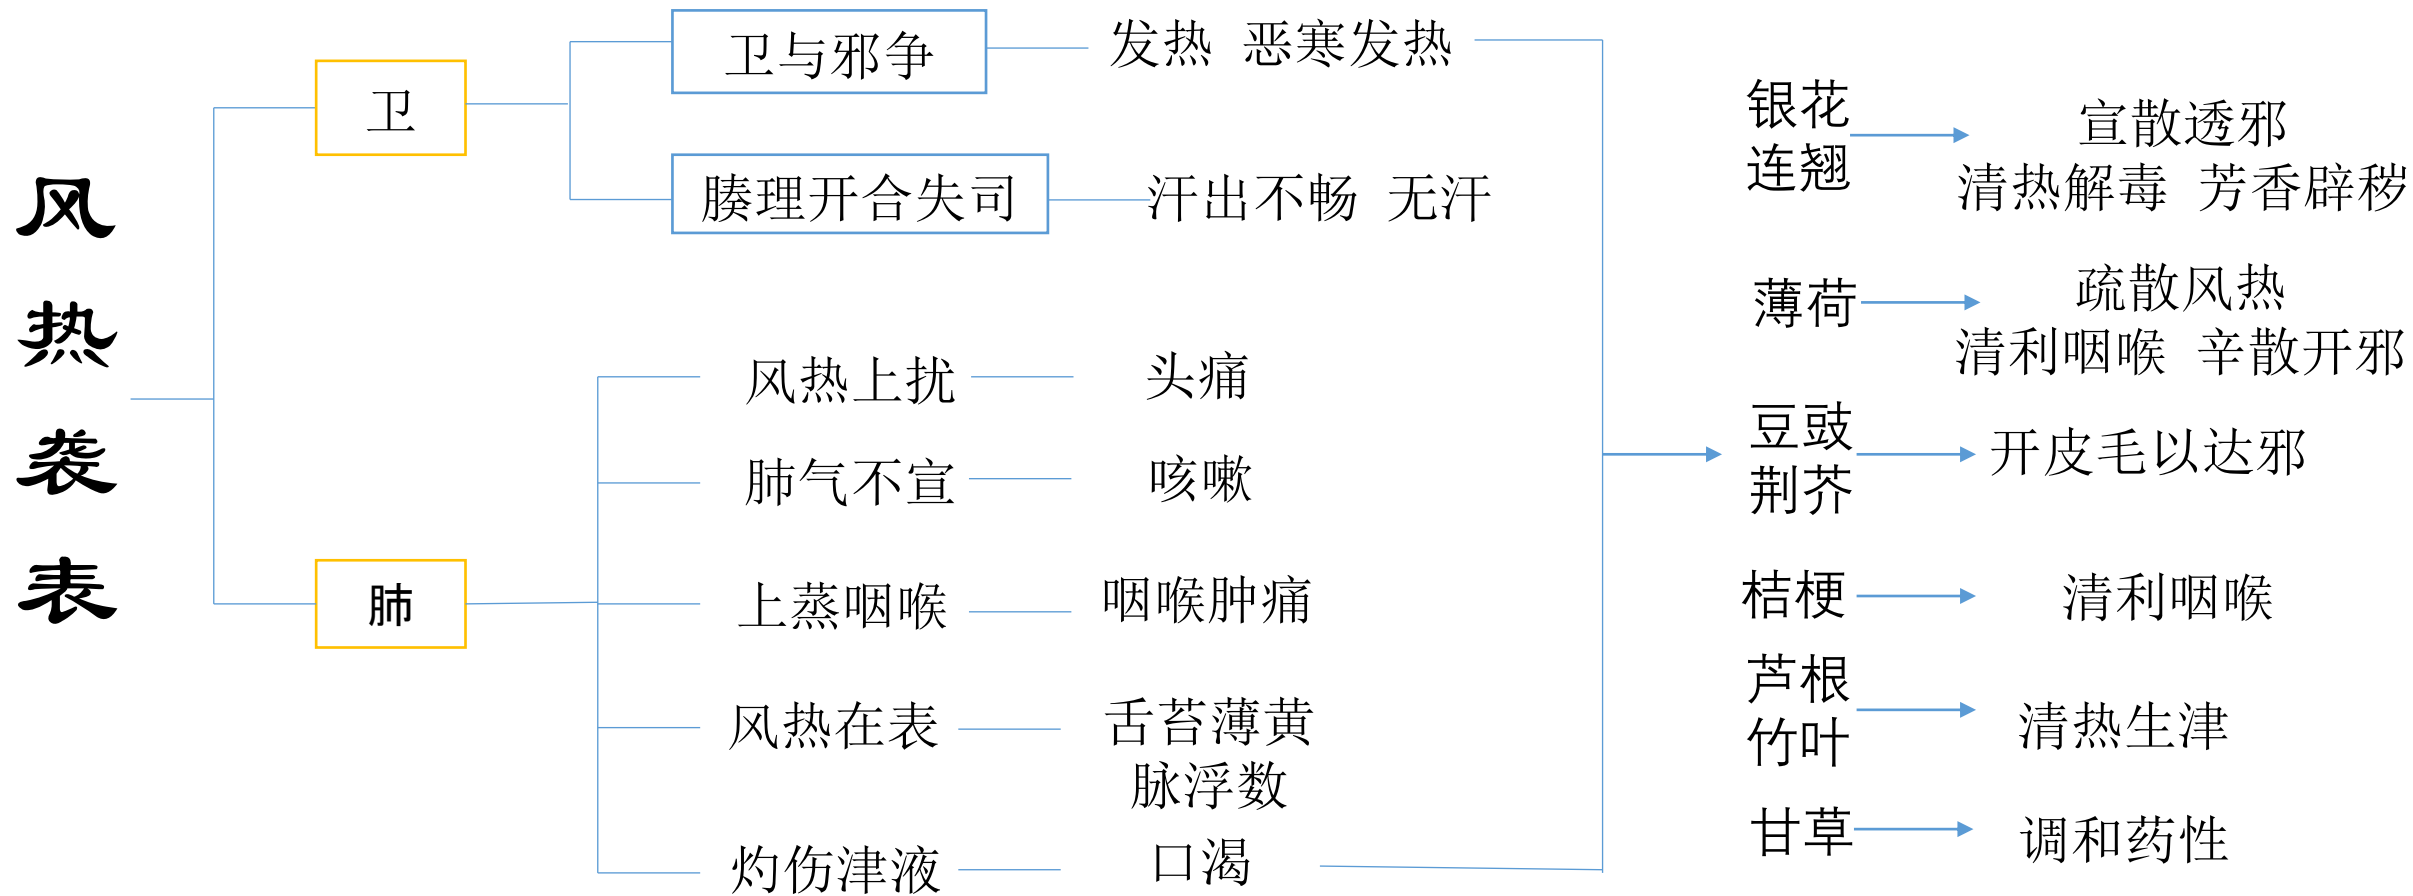 风热袭表
卫
卫与邪争
发热 恶寒发热
腠理开合失司
汗出不畅 无汗
肺
风热上扰
头痛
肺气不宣
咳嗽
上蒸咽喉
咽喉肿痛
风热在表
舌苔薄黄
脉浮数
灼伤津液
口渴
银花
连翘
宣散透邪
清热解毒 芳香辟秽
薄荷
疏散风热
清利咽喉 辛散开邪
豆豉
荆芥
开皮毛以达邪
桔梗
清利咽喉
芦根
竹叶
清热生津
甘草
调和药性